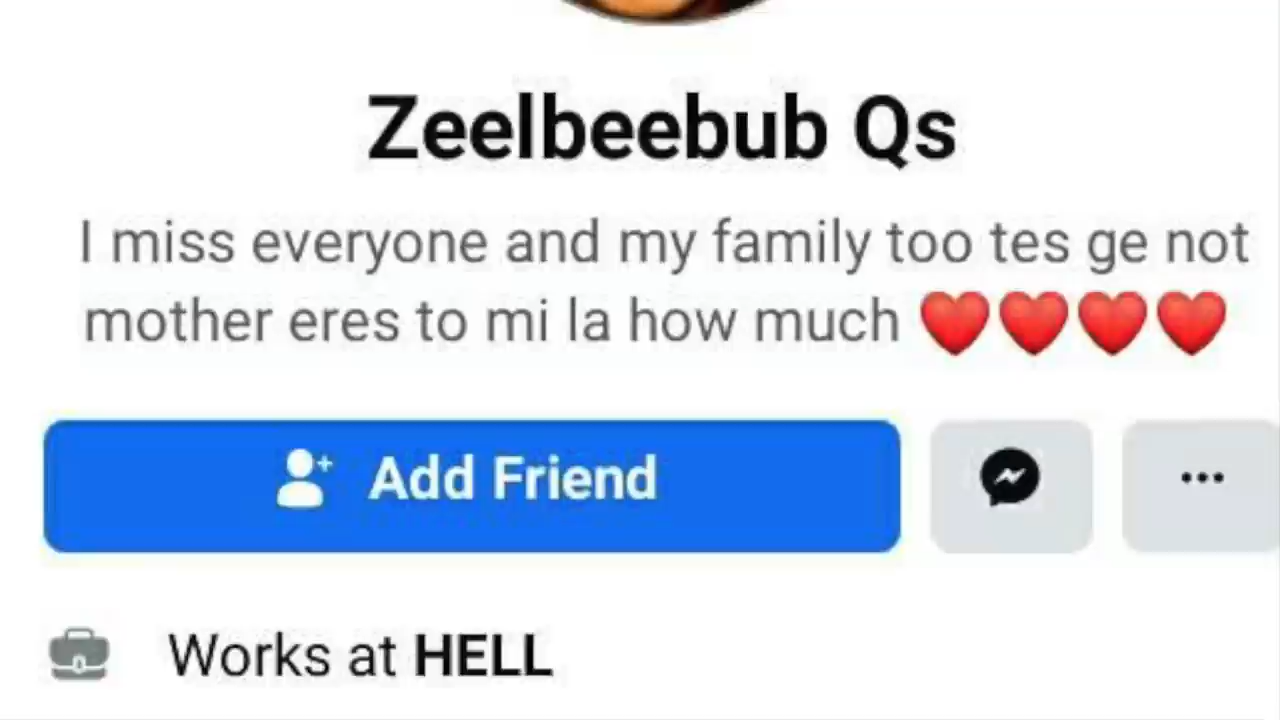 Zeelbeebub Qs
I miss everyone and my family too tes ge not
mother eres to mi la how much ❤️❤️❤️❤️
Add Friend
Works at HELL